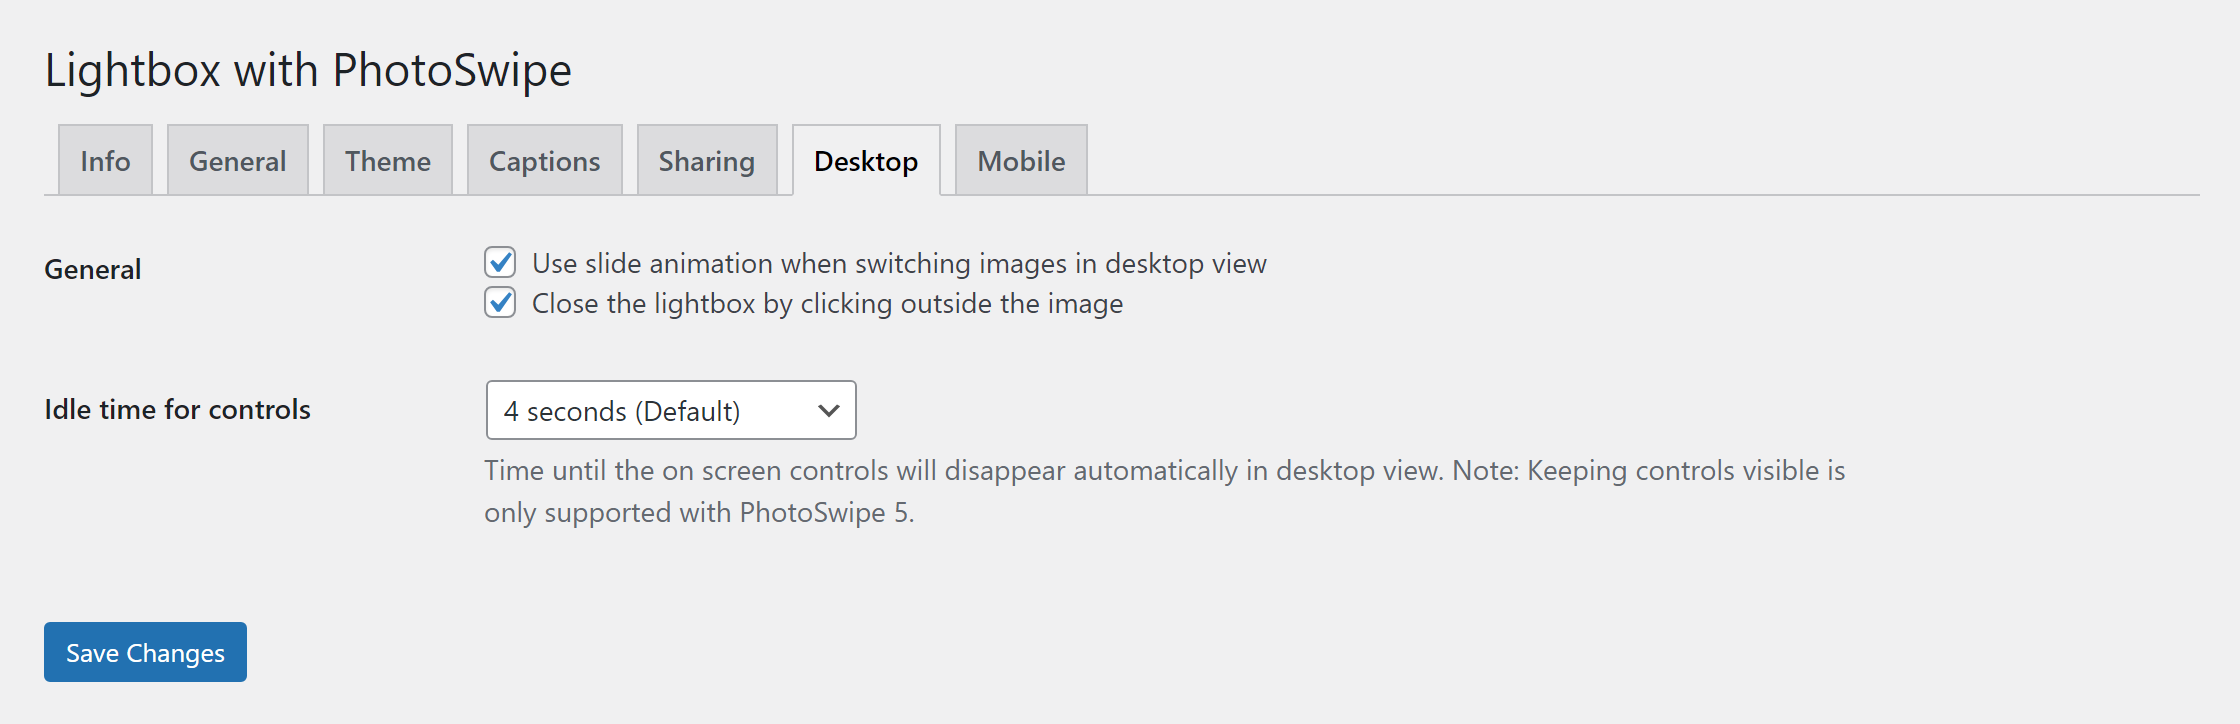 Lightbox with PhotoSwipe
Info General Theme Captions Sharing Desktop Mobile
General
Use slide animation when switching images in desktop view
Close the lightbox by clicking outside the image
Idle time for controls
4 seconds (Default)
Time until the on screen controls will disappear automatically in desktop view. Note: Keeping controls visible is
only supported with PhotoSwipe 5.
Save Changes